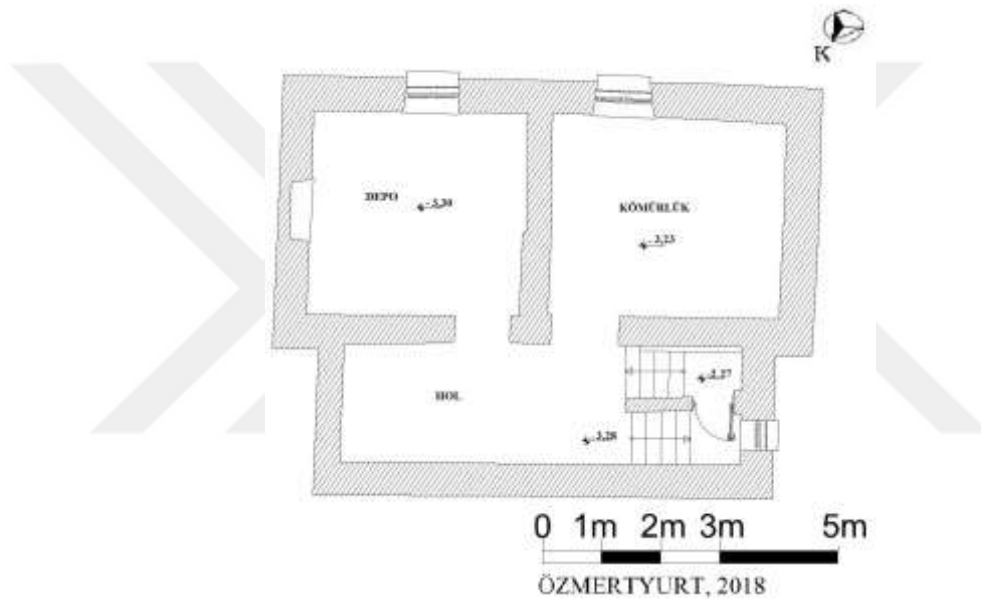 K
DEPO
- 3,30
KÖMÜRLÜK
- 3,23
- 2,27
HOL
- 3,28
0 1m 2m 3m 5m
ÖZMERTYURT, 2018